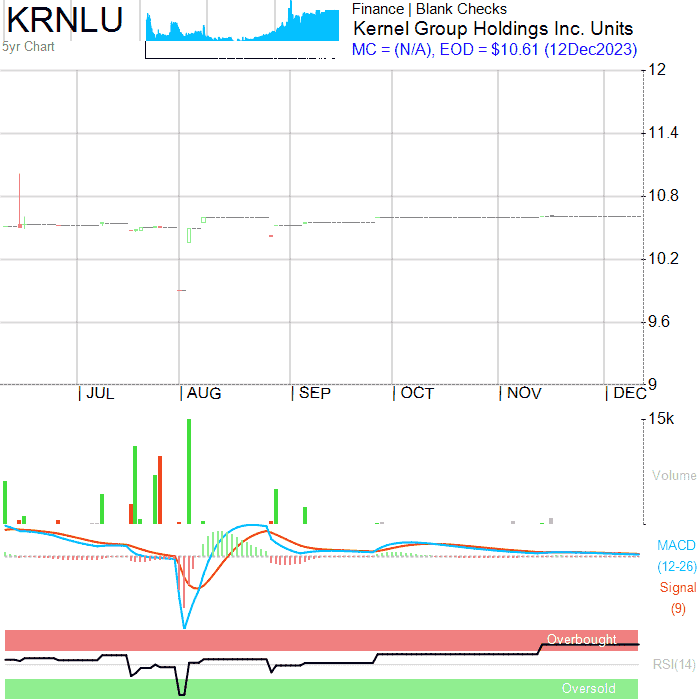 KRNLU
5yr Chart
Finance | Blank Checks
Kernel Group Holdings Inc. Units
MC = (N/A), EOD = $10.61 (12Dec2023)
12
11.4
10.8
10.2
9.6
9
JUL AUG SEP OCT NOV DEC
15k
Volume
MACD
(12-26)
Signal
(9)
Overbought
RSI(14)
Oversold